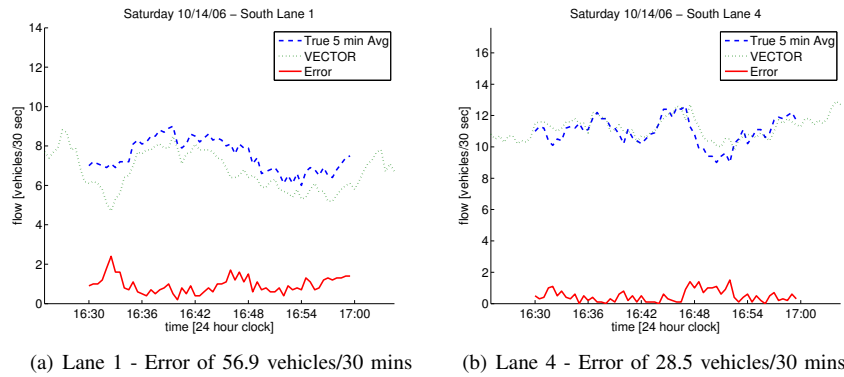 Saturday 10/14/06 – South Lane 1
14
12
10
8
6
4
2
0
flow [vehicles/30 sec]
True 5 min Avg
VECTOR
Error
16:30 16:36 16:42 16:48 16:54 17:00
time [24 hour clock]
(a) Lane 1 - Error of 56.9 vehicles/30 mins
Saturday 10/14/06 – South Lane 4
16
14
12
10
8
6
4
2
0
flow [vehicles/30 sec]
True 5 min Avg
VECTOR
Error
16:30 16:36 16:42 16:48 16:54 17:00
time [24 hour clock]
(b) Lane 4 - Error of 28.5 vehicles/30 mins